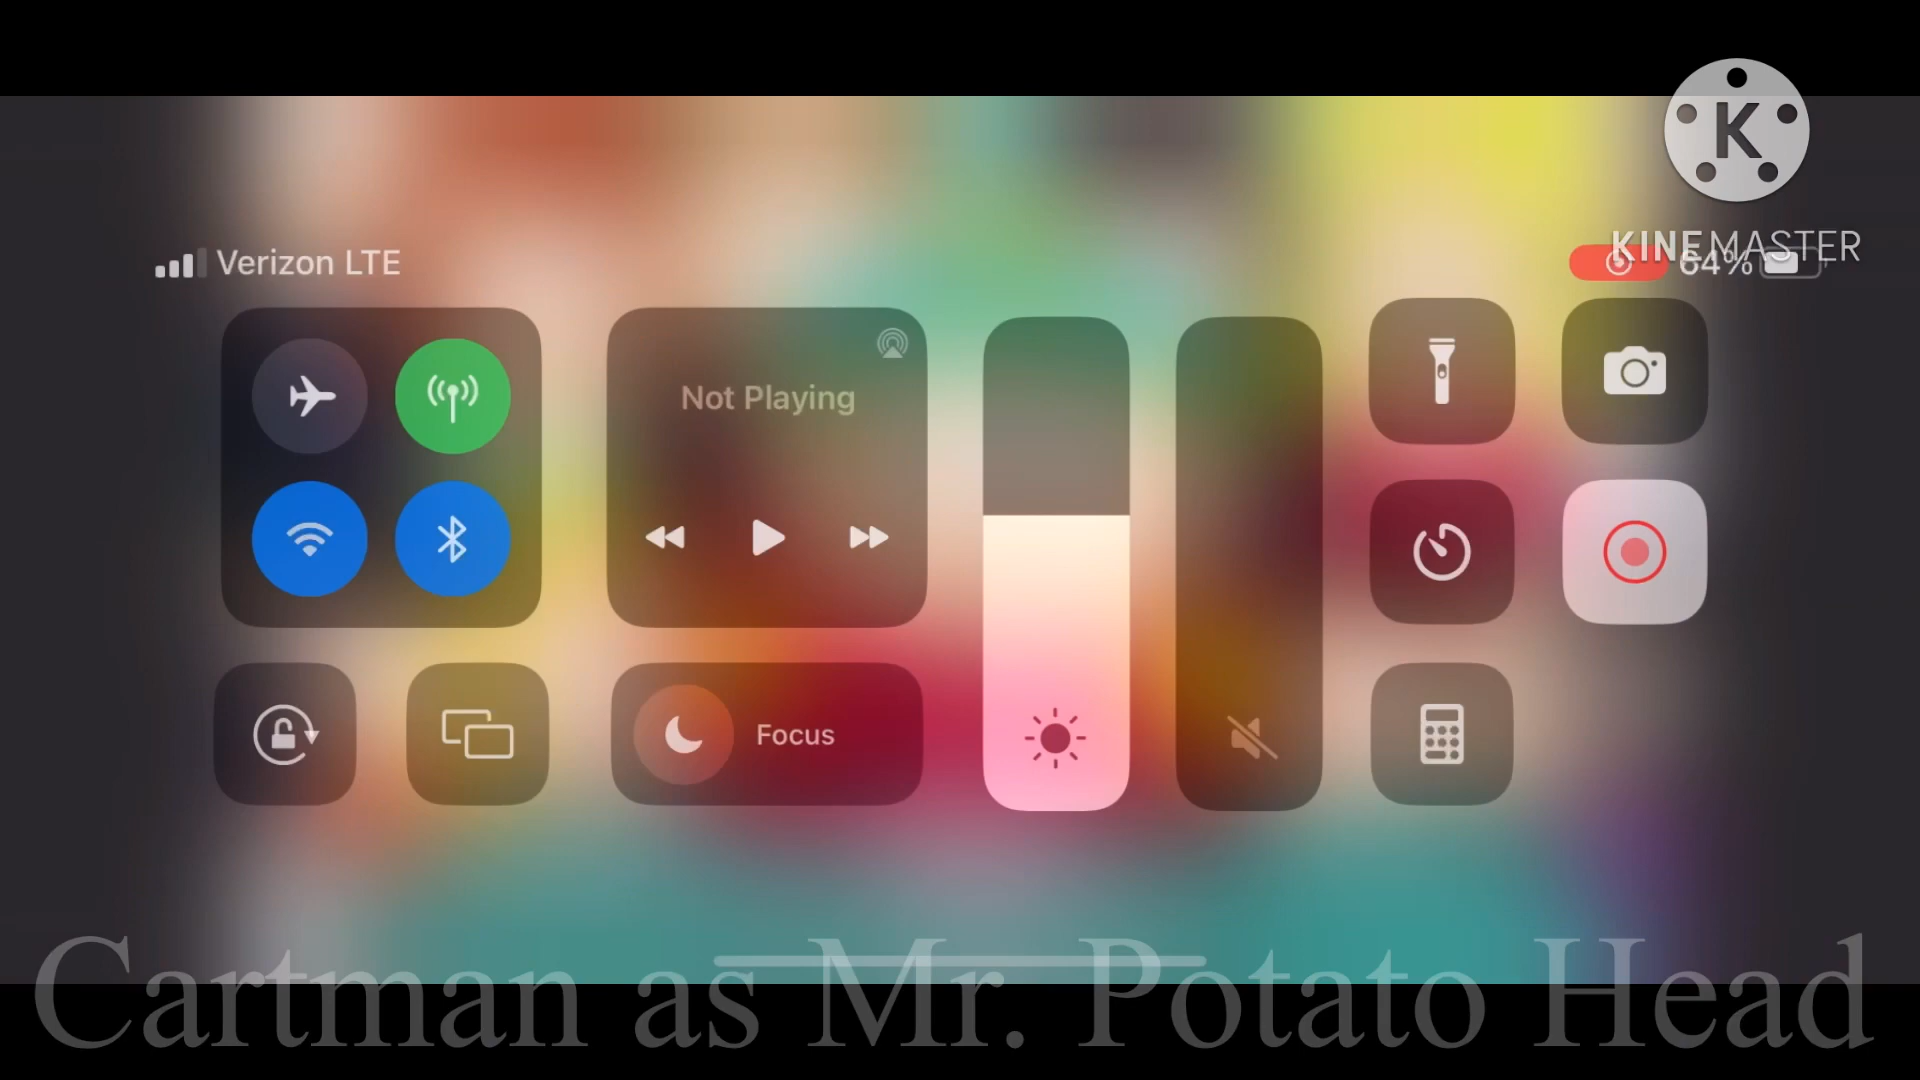 K
KINEMASTER
Verizon LTE
64%
Not Playing
Focus
Cartman as Mr. Potato Head